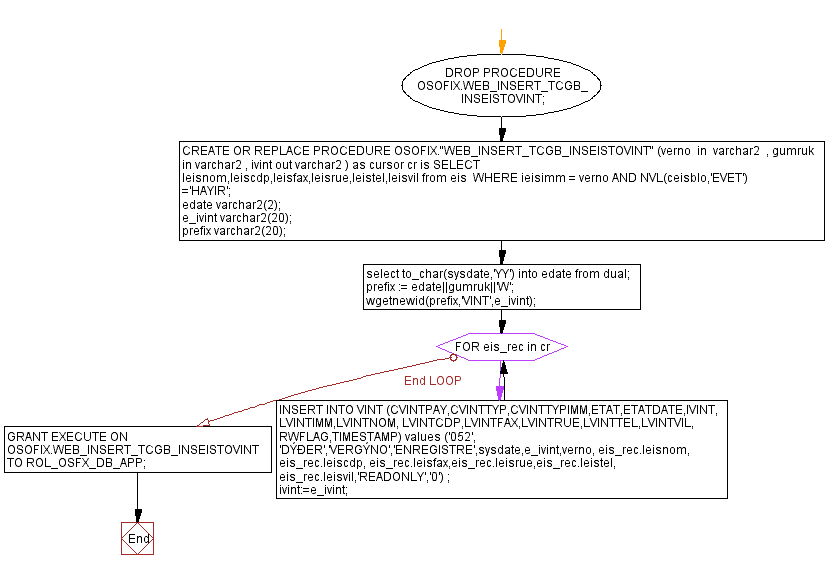 DROP PROCEDURE
OSOFIX.WEB_INSERT_TCGB_
INSEISTOVINT;
CREATE OR REPLACE PROCEDURE OSOFIX."WEB_INSERT_TCGB_INSEISTOVINT" (verno in varchar2 , gumruk
in varchar2 , ivint out varchar2 ) as cursor cr is SELECT
leisnom,leiscdp,leisfax,leisrue,leistel,leisvil from eis WHERE ieisimm = verno AND NVL(ceisblo,'EVET')
='HAYIR';
edate varchar2(2);
e_ivint varchar2(20);
prefix varchar2(20);
select to_char(sysdate,'YY') into edate from dual;
prefix := edate||gumruk||'W';
wgetnewid(prefix,'VINT',e_ivint);
FOR eis_rec in cr
End LOOP
INSERT INTO VINT (CVINTPAY,CVINTTYP,CVINTTYPIMM,ETAT,ETATDATE,IVINT,
LVINTIMM,LVINTNOM, LVINTCDP,LVINTFAX,LVINTRUE,LVINTTEL,LVINTVIL,
RWFLAG,TIMESTAMP) values ('052',
'DÝÐER','VERGÝNO','ENREGISTRE',sysdate,e_ivint,verno, eis_rec.leisnom,
eis_rec.leiscdp, eis_rec.leisfax,eis_rec.leisrue,eis_rec.leistel,
eis_rec.leisvil,'READONLY','0') ;
ivint:=e_ivint;
GRANT EXECUTE ON
OSOFIX.WEB_INSERT_TCGB_INSEISTOVINT
TO ROL_OSFX_DB_APP;
End